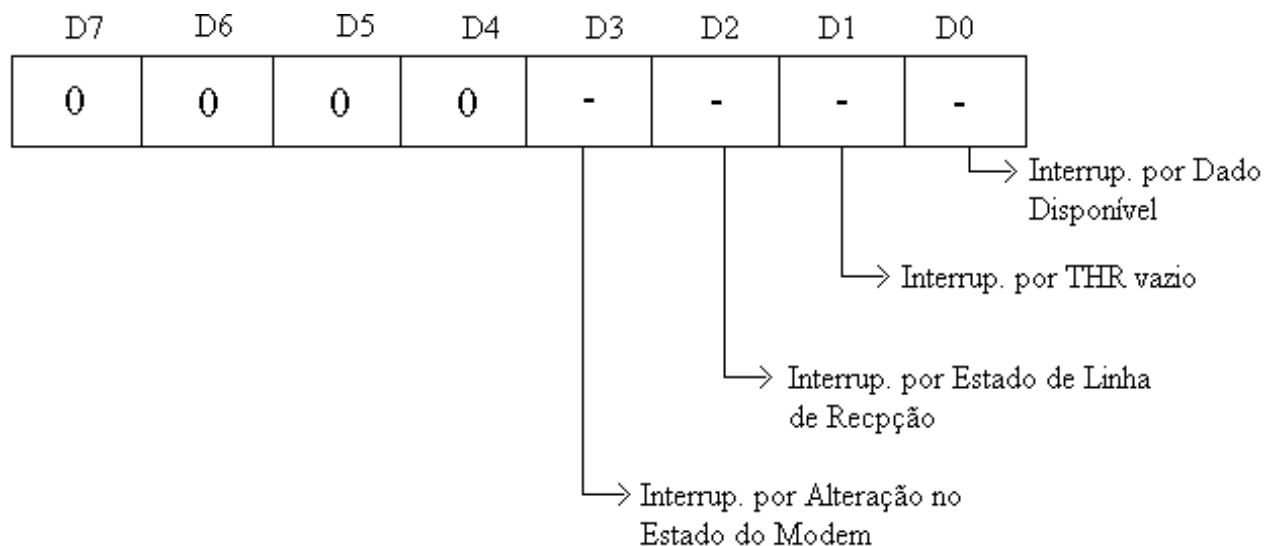 D7 D6 D5 D4 D3 D2 D1 D0
0 0 0 0 - - - -
Interrup. por Dado
Disponível
Interrup. por THR vazio
Interrup. por Estado de Linha
de Recpção
Interrup. por Alteração no
Estado do Modem